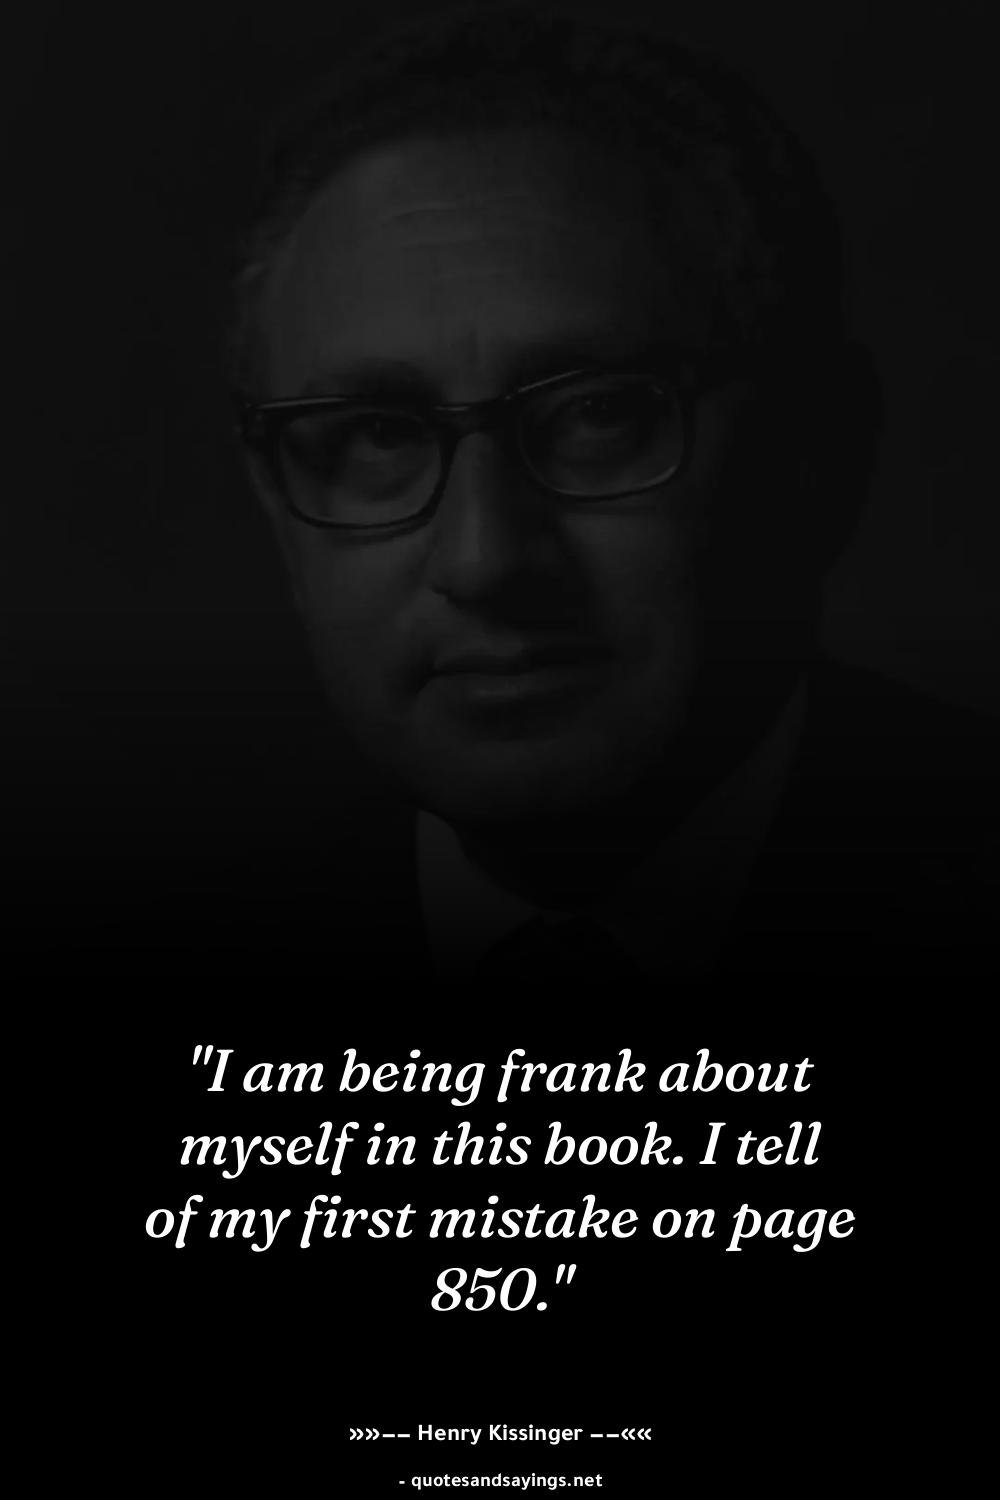 "I am being frank about
myself in this book. I tell
of my first mistake on page
850."
»»−− Henry Kissinger −−««
- quotesandsayings.net